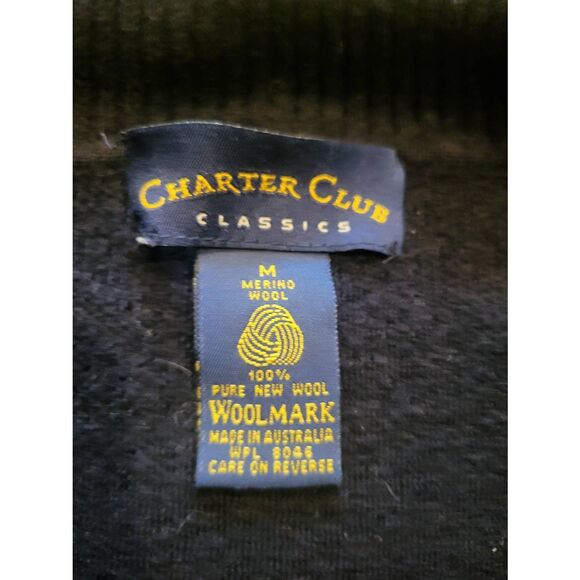 CHARTER CLUB
CLASSICS
M
MERINO
WOOL
100%
PURE NEW WOOL
WOOLMARK
MADE IN AUSTRALIA
WPL 8046
CARE ON REVERSE